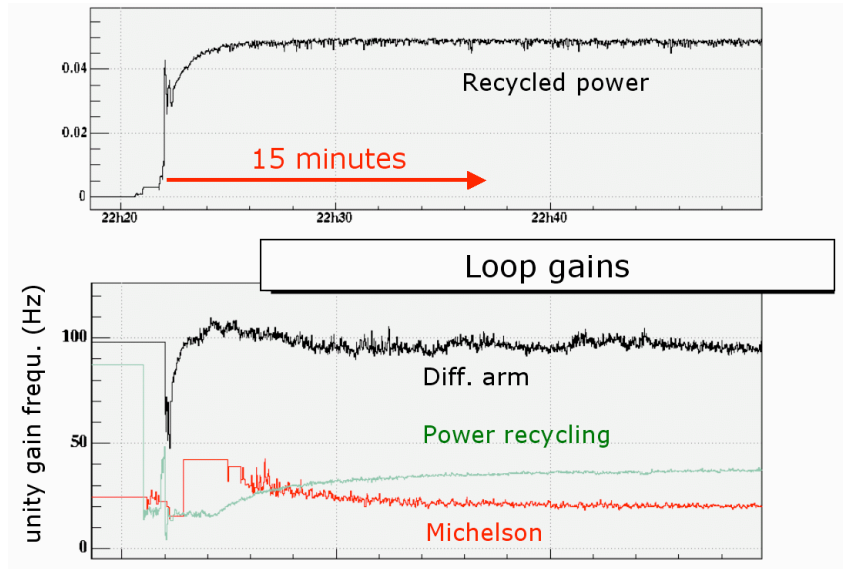 0.04
Recycled power
0.02
15 minutes
0
22h20
22h30
22h40
Loop gains
unity gain frequ. (Hz)
100
Diff. arm
Power recycling
50
Michelson
0